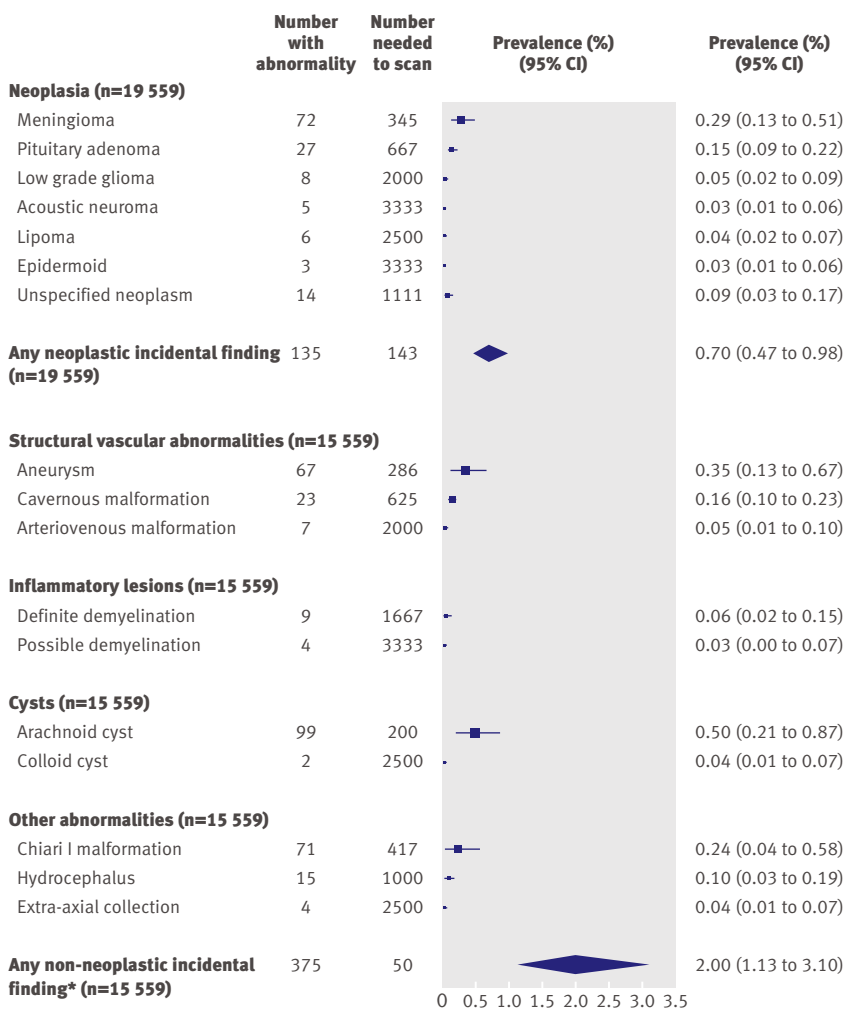 Number with abnormality Number needed to scan Prevalence (%) (95% CI) Prevalence (%) (95% CI)
Neoplasia (n=19 559)
Meningioma 72 345 0.29 (0.13 to 0.51)
Pituitary adenoma 27 667 0.15 (0.09 to 0.22)
Low grade glioma 8 2000 0.05 (0.02 to 0.09)
Acoustic neuroma 5 3333 0.03 (0.01 to 0.06)
Lipoma 6 2500 0.04 (0.02 to 0.07)
Epidermoid 3 3333 0.03 (0.01 to 0.06)
Unspecified neoplasm 14 1111 0.09 (0.03 to 0.17)
Any neoplastic incidental finding 135 143 0.70 (0.47 to 0.98)
(n=19 559)
Structural vascular abnormalities (n=15 559)
Aneurysm 67 286 0.35 (0.13 to 0.67)
Cavernous malformation 23 625 0.16 (0.10 to 0.23)
Arteriovenous malformation 7 2000 0.05 (0.01 to 0.10)
Inflammatory lesions (n=15 559)
Definite demyelination 9 1667 0.06 (0.02 to 0.15)
Possible demyelination 4 3333 0.03 (0.00 to 0.07)
Cysts (n=15 559)
Arachnoid cyst 99 200 0.50 (0.21 to 0.87)
Colloid cyst 2 2500 0.04 (0.01 to 0.07)
Other abnormalities (n=15 559)
Chiari I malformation 71 417 0.24 (0.04 to 0.58)
Hydrocephalus 15 1000 0.10 (0.03 to 0.19)
Extra-axial collection 4 2500 0.04 (0.01 to 0.07)
Any non-neoplastic incidental 375 50 2.00 (1.13 to 3.10)
finding* (n=15 559)
0 0.5 1.0 1.5 2.0 2.5 3.0 3.5